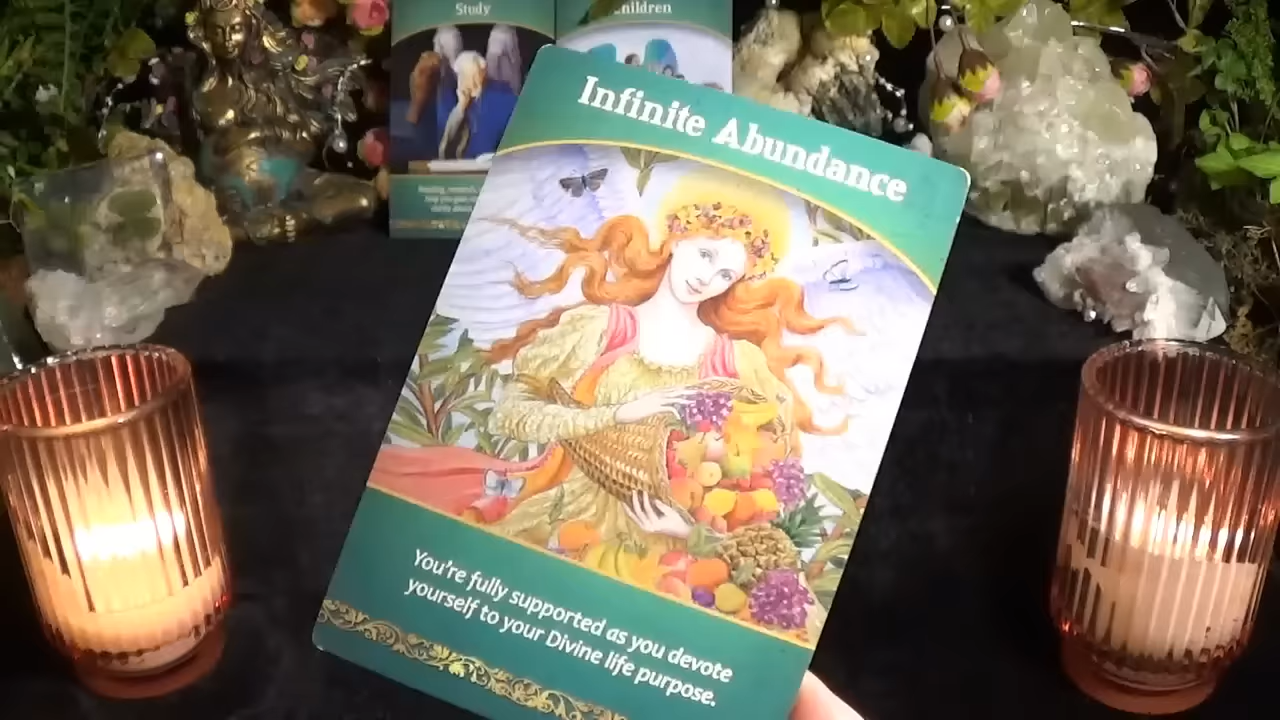 Study
Children
Infinite Abundance
You're fully supported as you devote
yourself to your Divine life purpose.